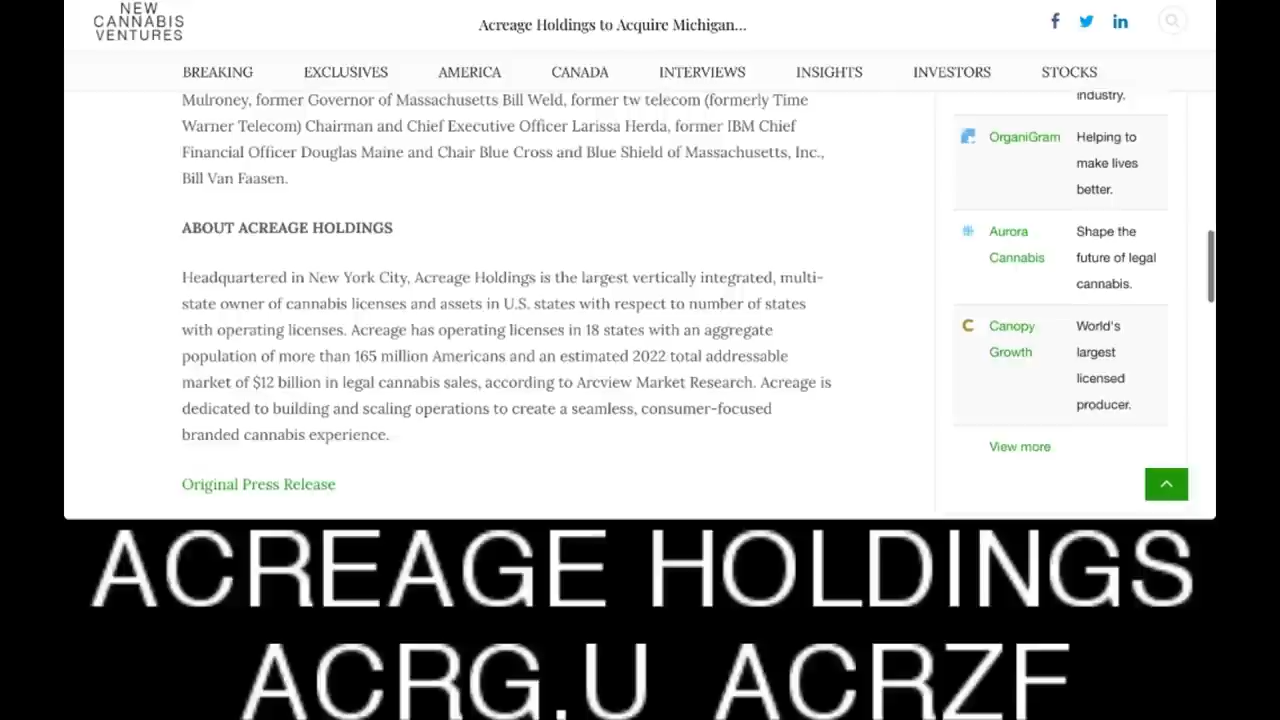 NEW
CANNABIS
VENTURES
Acreage Holdings to Acquire Michigan...
BREAKING EXCLUSIVES AMERICA CANADA INTERVIEWS INSIGHTS INVESTORS STOCKS
Mulroney, former Governor of Massachusetts Bill Weld, former tw telecom (formerly Time
Warner Telecom) Chairman and Chief Executive Officer Larissa Herda, former IBM Chief
Financial Officer Douglas Maine and Chair Blue Cross and Blue Shield of Massachusetts, Inc.,
Bill Van Faasen.
ABOUT ACREAGE HOLDINGS
Headquartered in New York City, Acreage Holdings is the largest vertically integrated, multi-
state owner of cannabis licenses and assets in U.S. states with respect to number of states
with operating licenses. Acreage has operating licenses in 18 states with an aggregate
population of more than 165 million Americans and an estimated 2022 total addressable
market of $12 billion in legal cannabis sales, according to Arcview Market Research. Acreage is
dedicated to building and scaling operations to create a seamless, consumer-focused
branded cannabis experience.
Original Press Release
industry.
OrganiGram Helping to
make lives
better.
Aurora Shape the
Cannabis future of legal
cannabis.
Canopy World's
Growth largest
licensed
producer.
View more
ACREAGE HOLDINGS
ACRG.U ACRZF